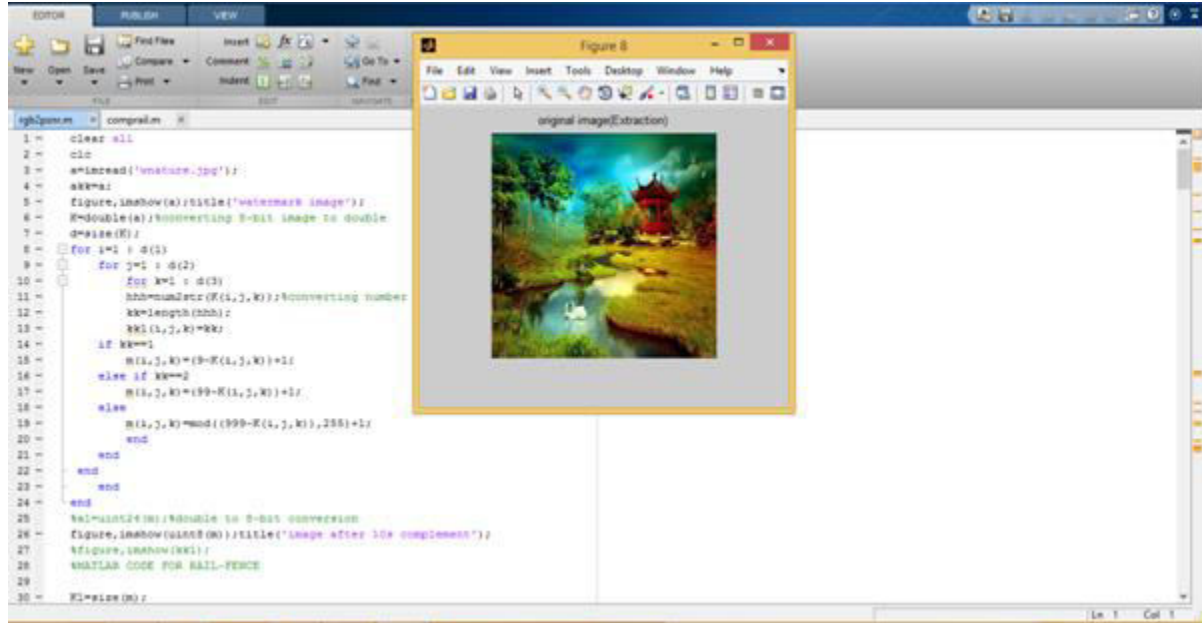 EDITOR PUBLISH VIEW
New Open Save
Find Files
Compare
Print
Insert fx
Comment
Indent
Go To
Find
FILE EDIT NAVIGATE
rgb2psnr.m comprail.m
Figure 8
File Edit View Insert Tools Desktop Window Help
original image(Extraction)
1 clear all
2 clc
3 a=imread('wnature.jpg');
4 akk=a;
5 figure,imshow(a);title('watermark image');
6 K=double(a);%converting 8-bit image to double
7 d=size(K);
8 for i=1 : d(1)
9 for j=1 : d(2)
10 for k=1 : d(3)
11 hhh=num2str(K(i,j,k));%converting number
12 kk=length(hhh);
13 kk1(i,j,k)=kk;
14 if kk==1
15 m(i,j,k)=(9-K(i,j,k))+1;
16 else if kk==2
17 m(i,j,k)=(99-K(i,j,k))+1;
18 else
19 m(i,j,k)=mod((999-K(i,j,k)),255)+1;
20 end
21 end
22 end
23 end
24 end
25 %a1=uint24(m);%double to 8-bit conversion
26 figure,imshow(uint8(m));title('image after 10s complement');
27 %figure,imshow(kk1);
28 %MATLAB CODE FOR RAIL-FENCE
29
30 K1=size(m);
Ln 1 Col 1